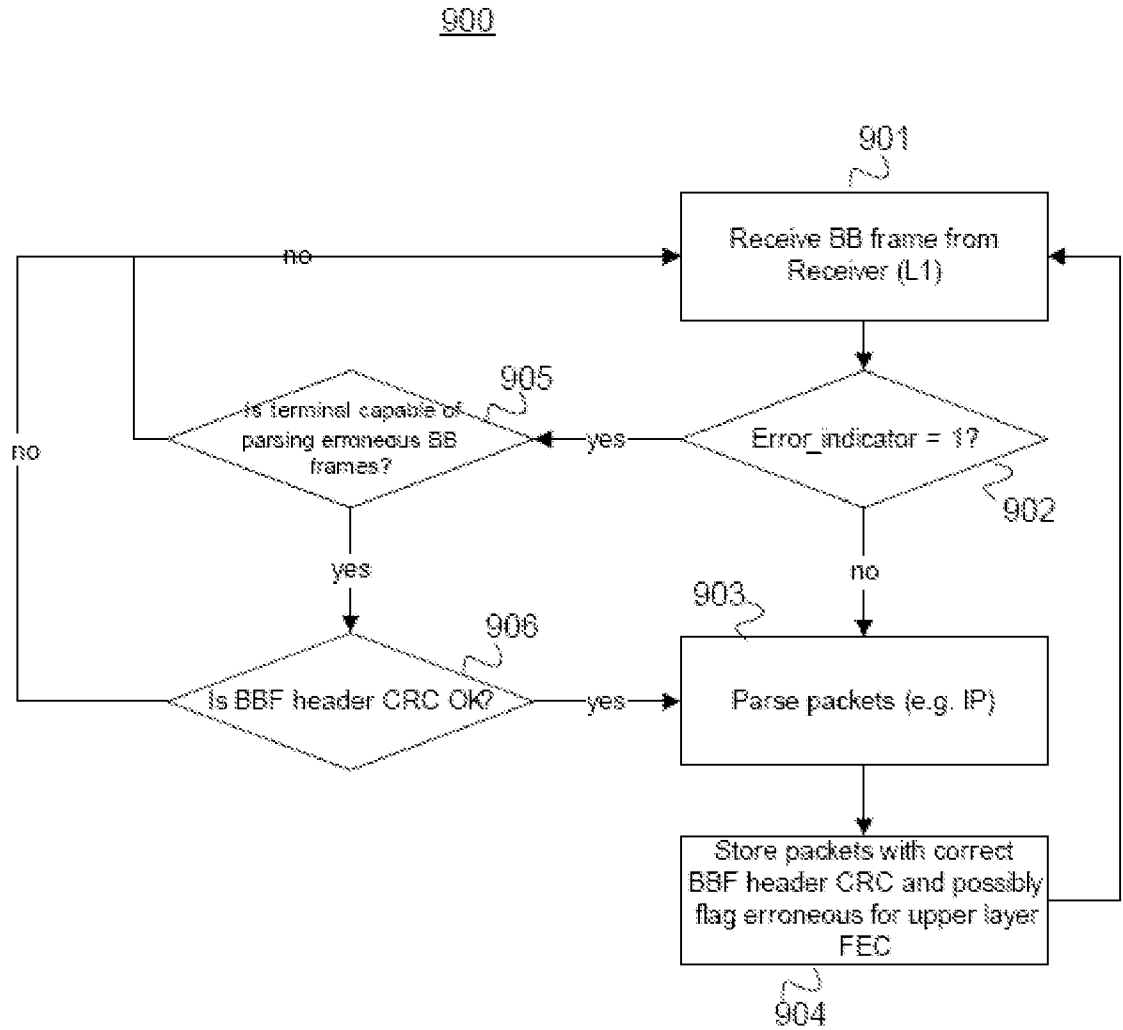 900
901
Receive BB frame from
Receiver (L1)
no
905
Is terminal capable of
parsing erroneous BB
frames?
yes
Error_indicator = 1?
902
no
yes
no
903
906
Is BBF header CRC OK?
yes
Parse packets (e.g. IP)
Store packets with correct
BBF header CRC and possibly
flag erroneous for upper layer
FEC
904